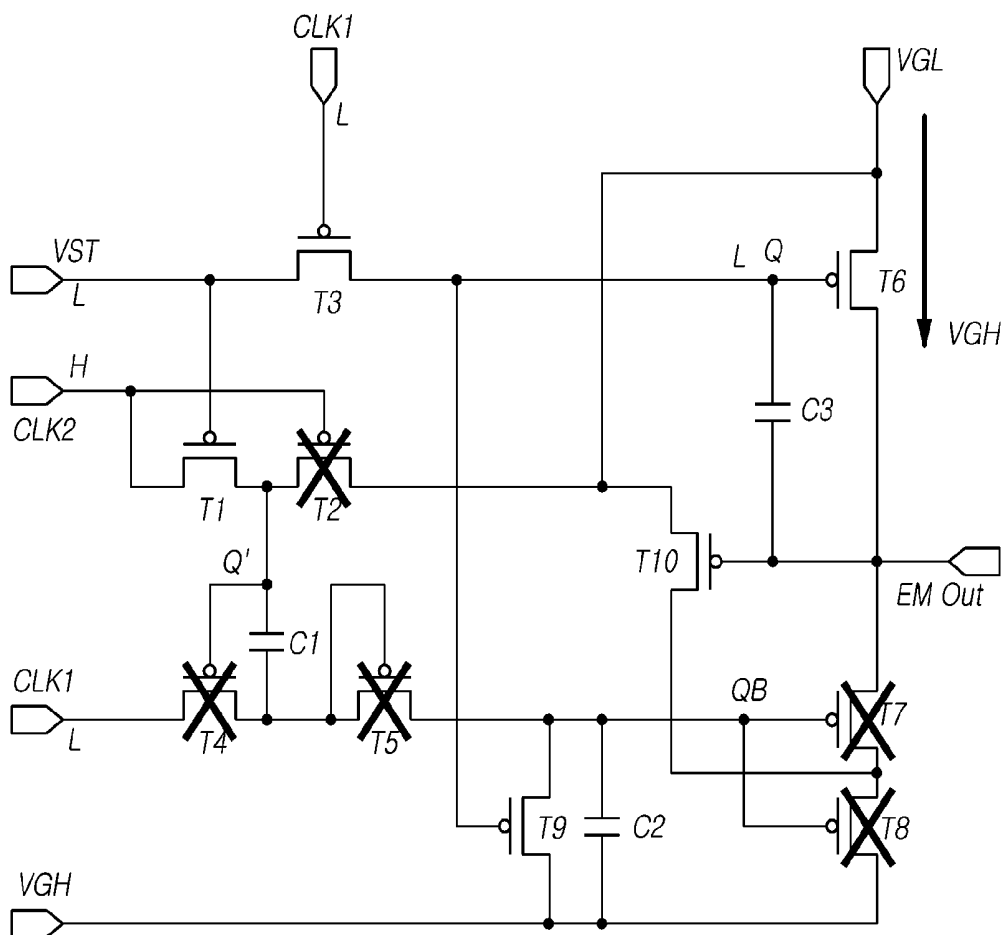 CLK1
L
VGL
VST
L
T3
L Q
T6
VGH
H
CLK2
C3
T1
T2
Q'
T10
EM Out
C1
CLK1
L
T4
T5
QB
T7
T9
C2
T8
VGH